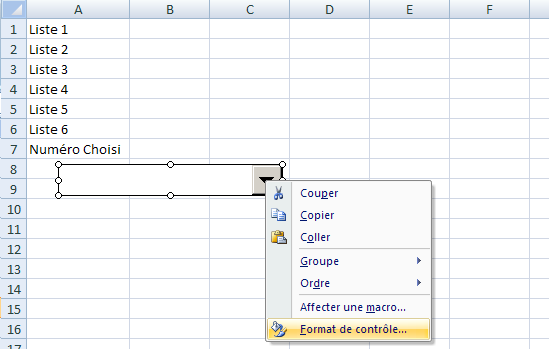 A B C D E F
1 Liste 1
2 Liste 2
3 Liste 3
4 Liste 4
5 Liste 5
6 Liste 6
7 Numéro Choisi
8
9
10
11
12
13
14
15
16
17
Couper
Copier
Coller
Groupe
Ordre
Affecter une macro...
Format de contrôle...